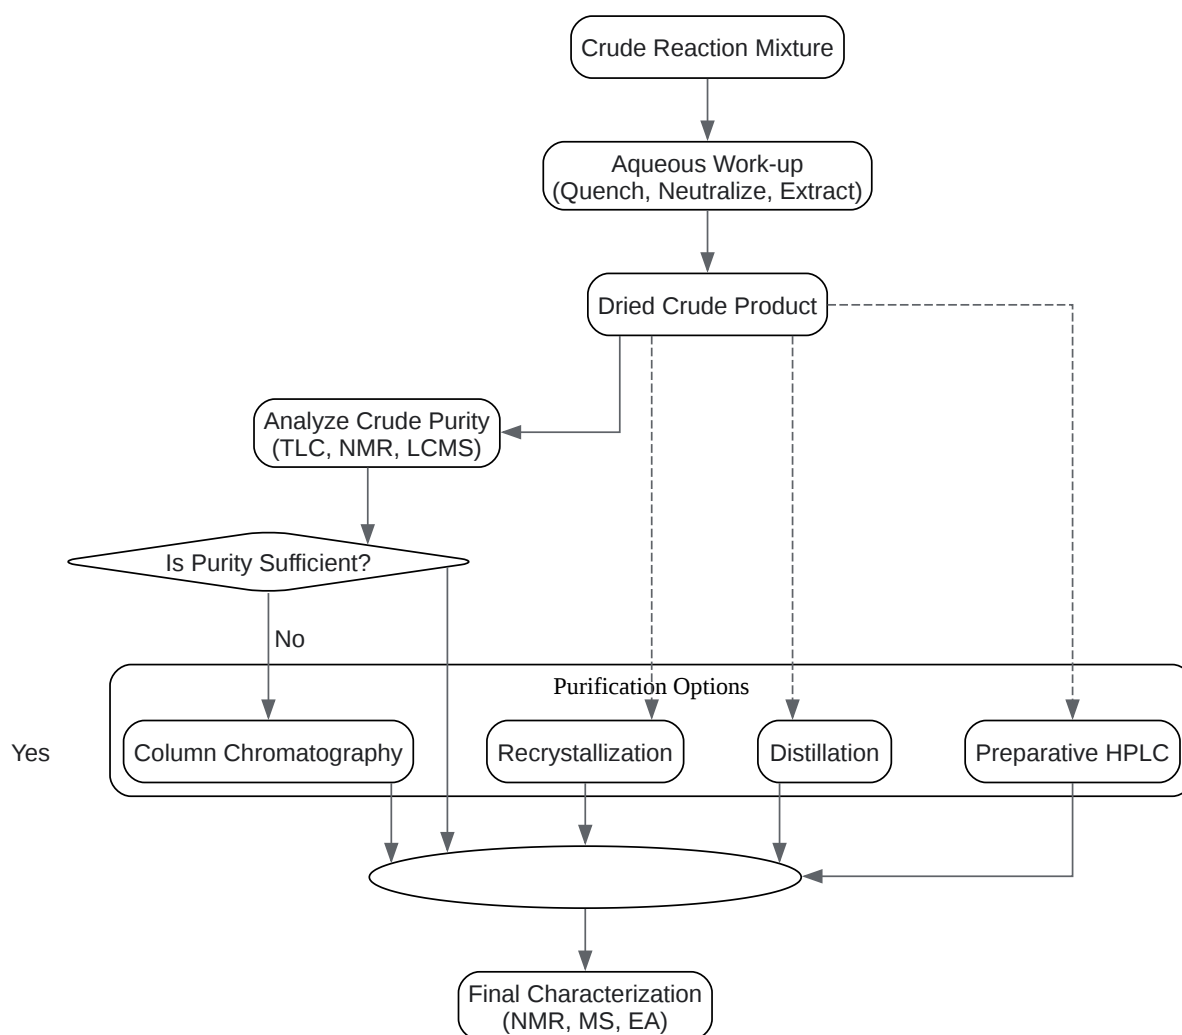 Crude Reaction Mixture
Aqueous Work-up
(Quench, Neutralize, Extract)
Dried Crude Product
Analyze Crude Purity
(TLC, NMR, LCMS)
Is Purity Sufficient?
No
Purification Options
Yes
Column Chromatography
Recrystallization
Distillation
Preparative HPLC
Final Characterization
(NMR, MS, EA)